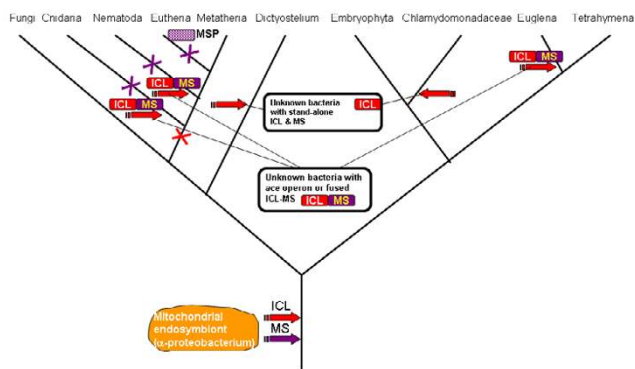 Fungi Cnidaria Nematoda Euthena Metathena Dictyostelium Embryophyta Chlamydomonadaceae Euglena Tetrahymena
MSP
ICL MS
ICL MS
ICL MS
Unknown bacteria
with stand-alone
ICL & MS
ICL
Unknown bacteria with
ace operon or fused
ICL-MS
ICL MS
ICL
MS
Mitochondrial
endosymbiont
(α-proteobacterium)